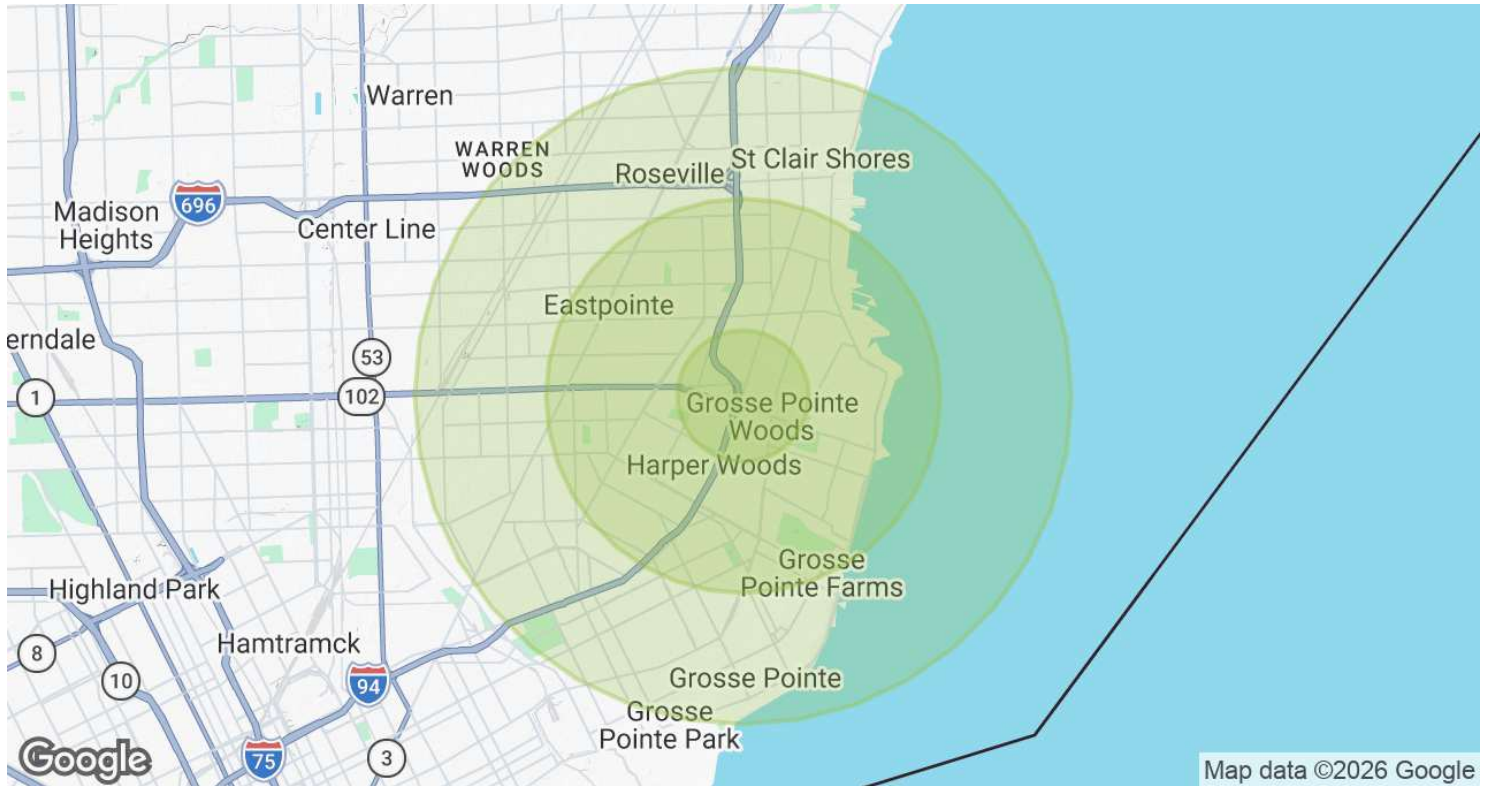 Warren
WARREN
WOODS
Roseville
St Clair Shores
696
Madison
Heights
Center Line
Eastpointe
erndale
53
1
102
Grosse Pointe
Woods
Harper Woods
Grosse
Pointe Farms
Highland Park
Hamtramck
8
10
94
Grosse Pointe
Grosse
Pointe Park
75
3
Google
Map data ©2026 Google